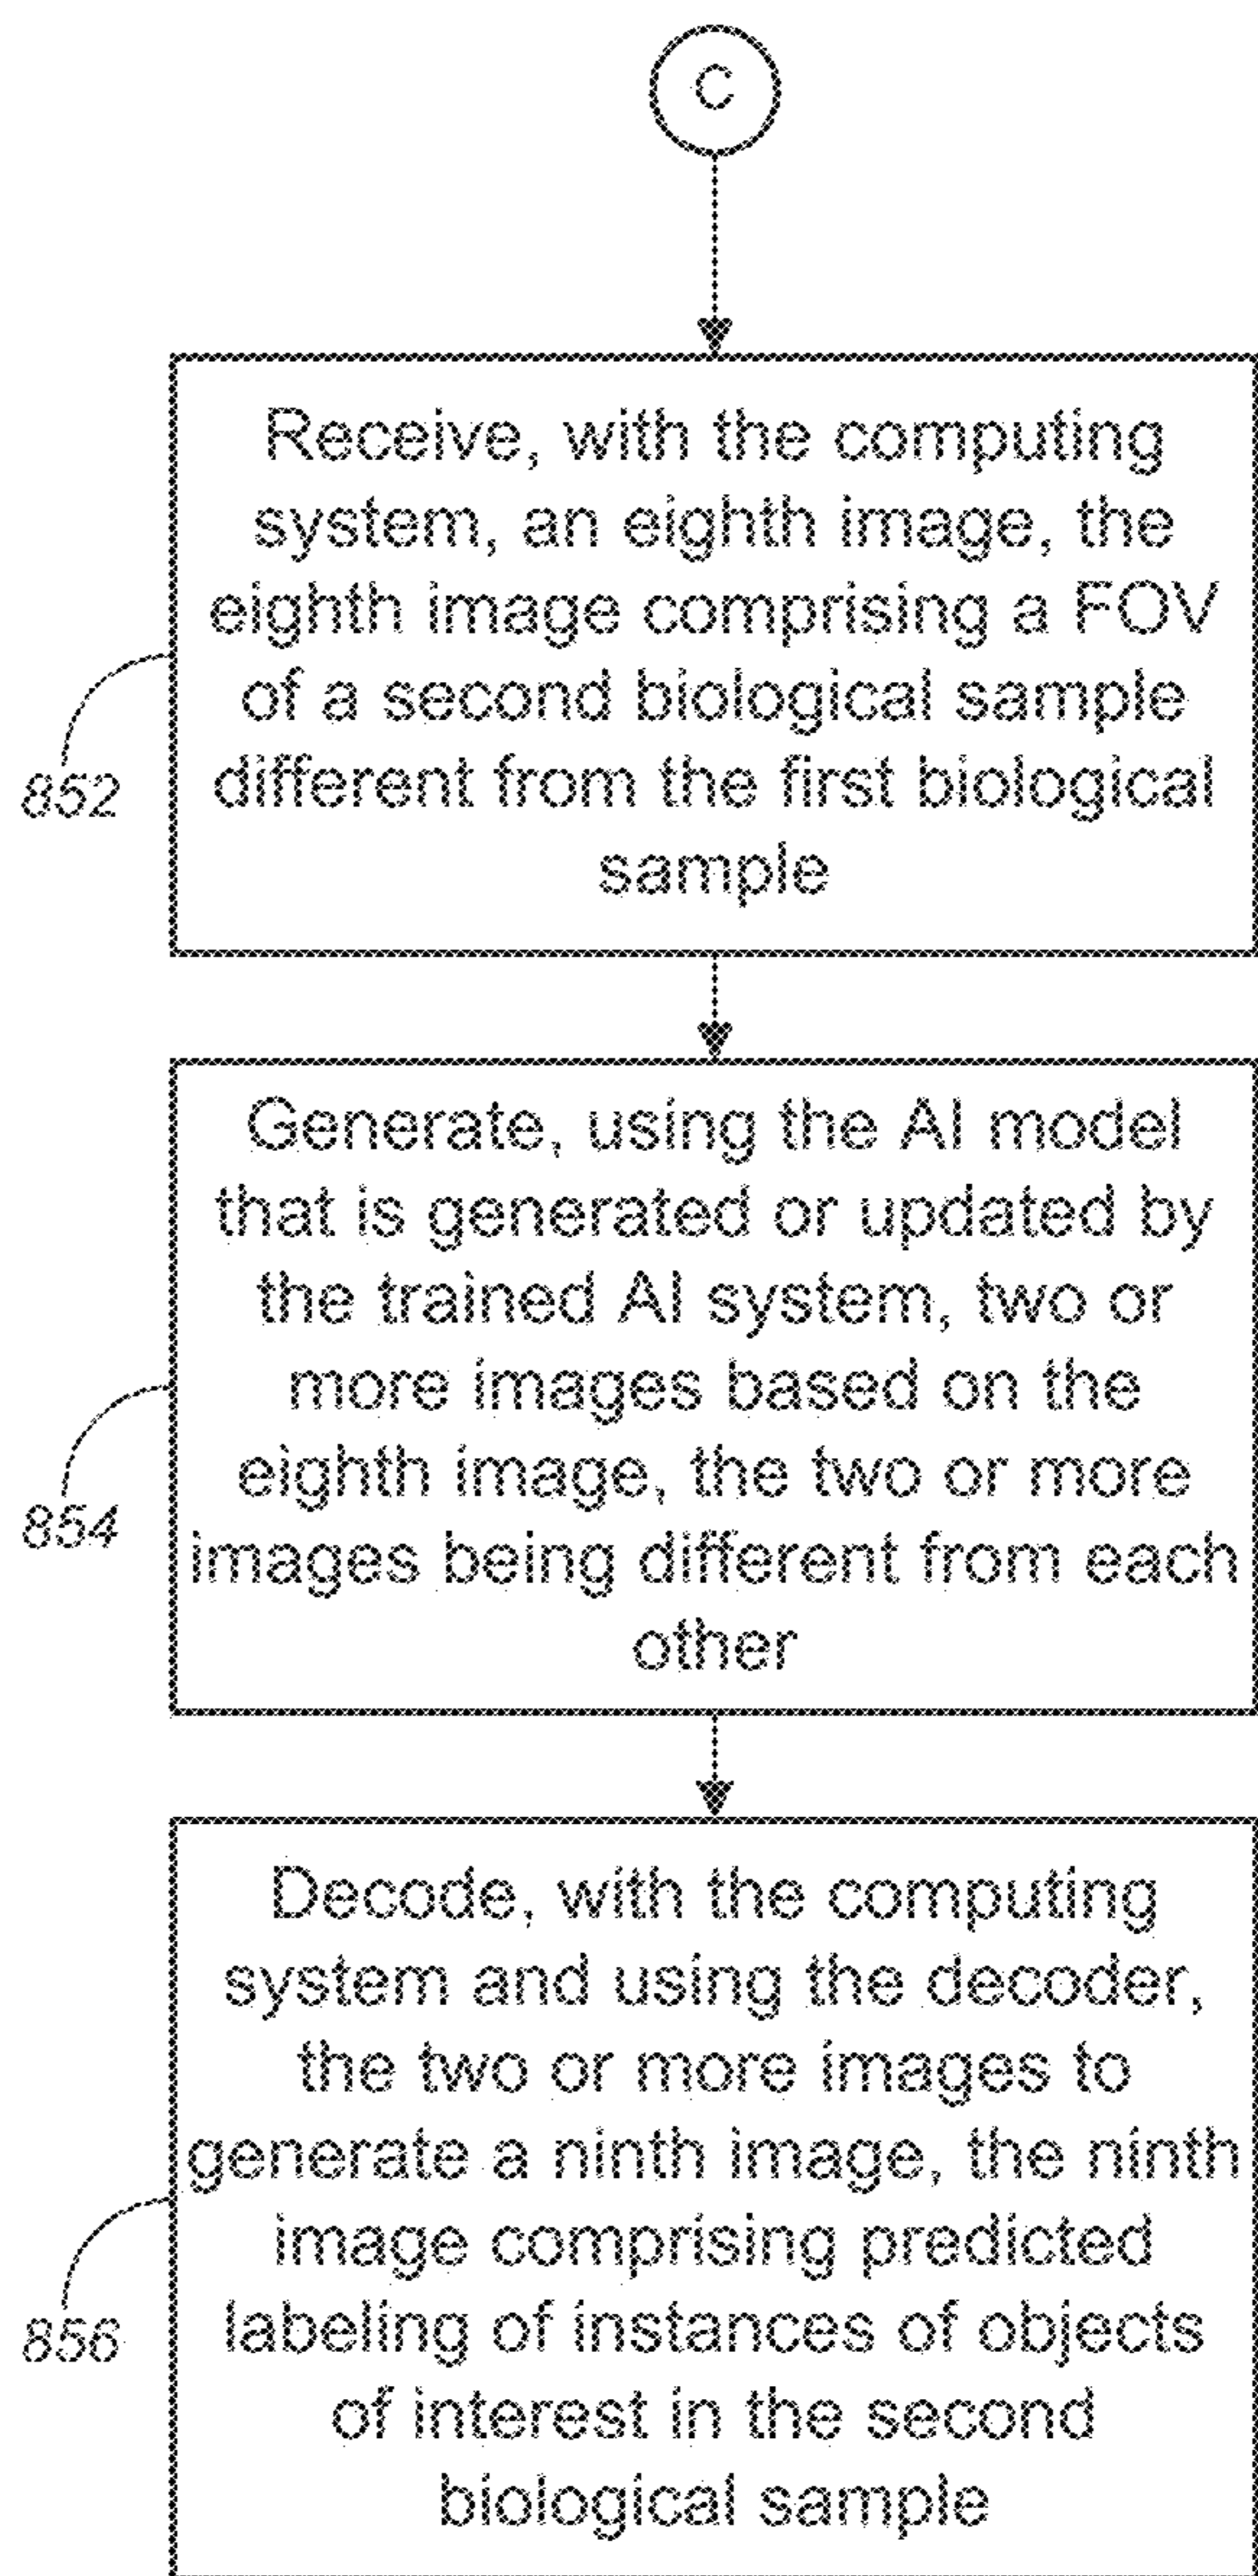 C
Receive, with the computing
system, an eighth image, the
eighth image comprising a FOV
of a second biological sample
different from the first biological
sample
852
Generate, using the AI model
that is generated or updated by
the trained AI system, two or
more images based on the
eighth image, the two or more
images being different from each
other
854
Decode, with the computing
system and using the decoder,
the two or more images to
generate a ninth image, the ninth
image comprising predicted
labeling of instances of objects
of interest in the second
biological sample
856